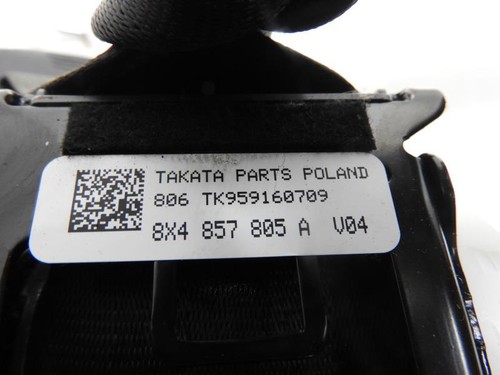 TAKATA PARTS POLAND
806 TK959160709
8X4 857 805 A V04